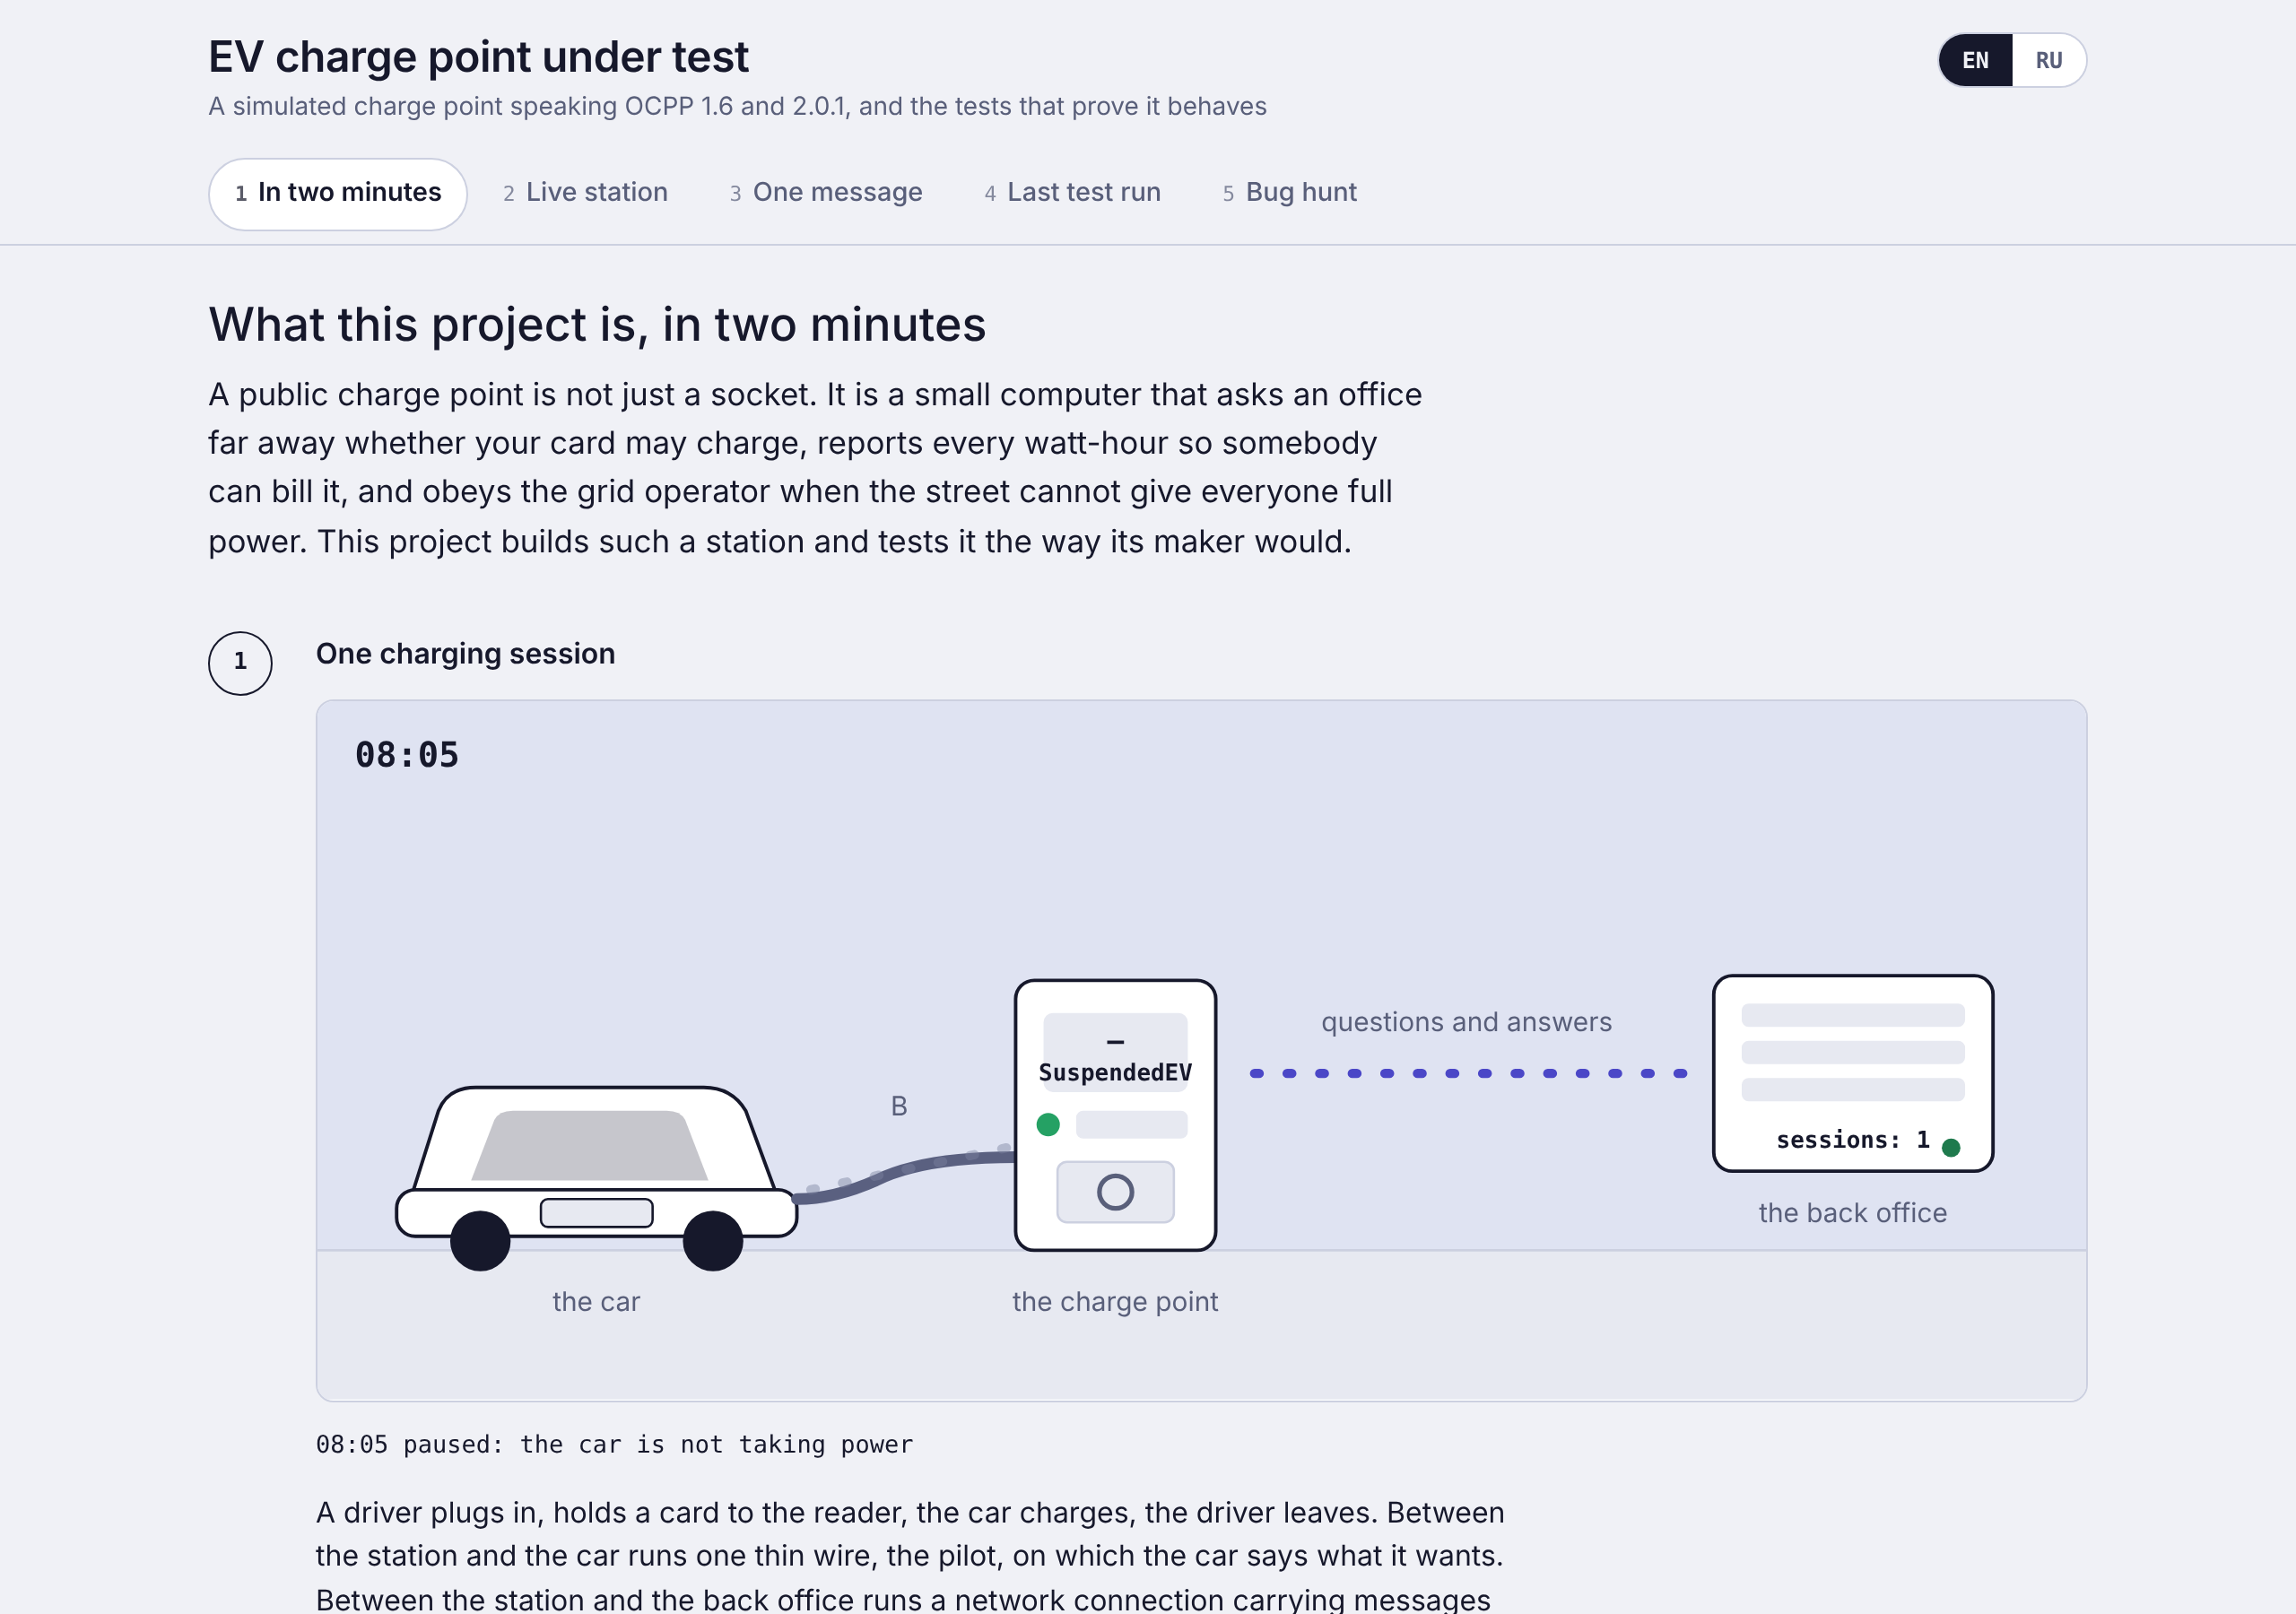 EV charge point under test
EN RU
A simulated charge point speaking OCPP 1.6 and 2.0.1, and the tests that prove it behaves
1 In two minutes 2 Live station 3 One message 4 Last test run 5 Bug hunt
What this project is, in two minutes
A public charge point is not just a socket. It is a small computer that asks an office
far away whether your card may charge, reports every watt-hour so somebody
can bill it, and obeys the grid operator when the street cannot give everyone full
power. This project builds such a station and tests it the way its maker would.
1 One charging session
08:05
questions and answers
–
SuspendedEV
B
sessions: 1
the back office
the car
the charge point
08:05 paused: the car is not taking power
A driver plugs in, holds a card to the reader, the car charges, the driver leaves. Between
the station and the car runs one thin wire, the pilot, on which the car says what it wants.
Between the station and the back office runs a network connection carrying messages